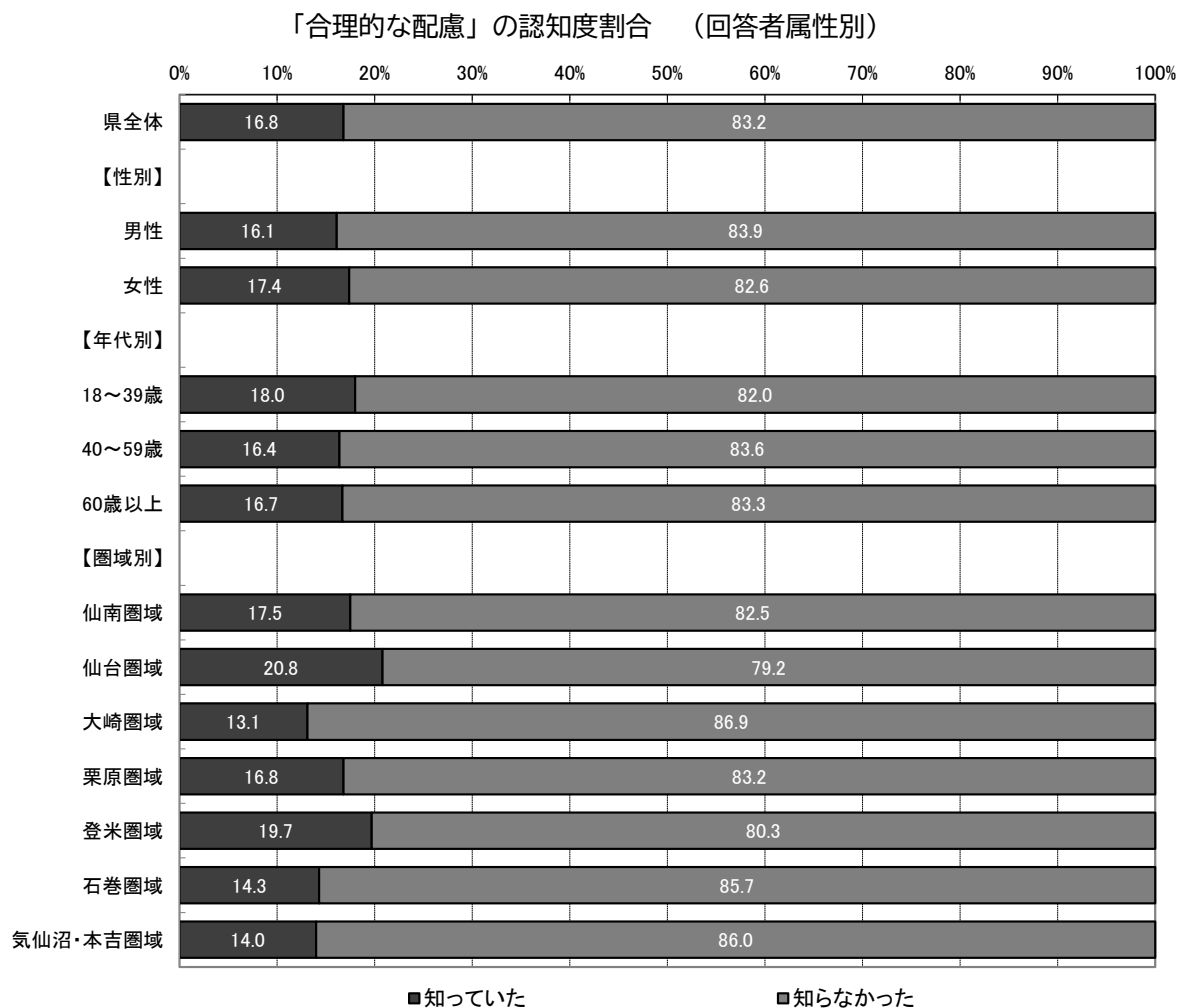 「合理的な配慮」の認知度割合　（回答者属性別）
0% 10% 20% 30% 40% 50% 60% 70% 80% 90% 100%
県全体 16.8 83.2
【性別】
男性 16.1 83.9
女性 17.4 82.6
【年代別】
18～39歳 18.0 82.0
40～59歳 16.4 83.6
60歳以上 16.7 83.3
【圏域別】
仙南圏域 17.5 82.5
仙台圏域 20.8 79.2
大崎圏域 13.1 86.9
栗原圏域 16.8 83.2
登米圏域 19.7 80.3
石巻圏域 14.3 85.7
気仙沼・本吉圏域 14.0 86.0
■知っていた ■知らなかった